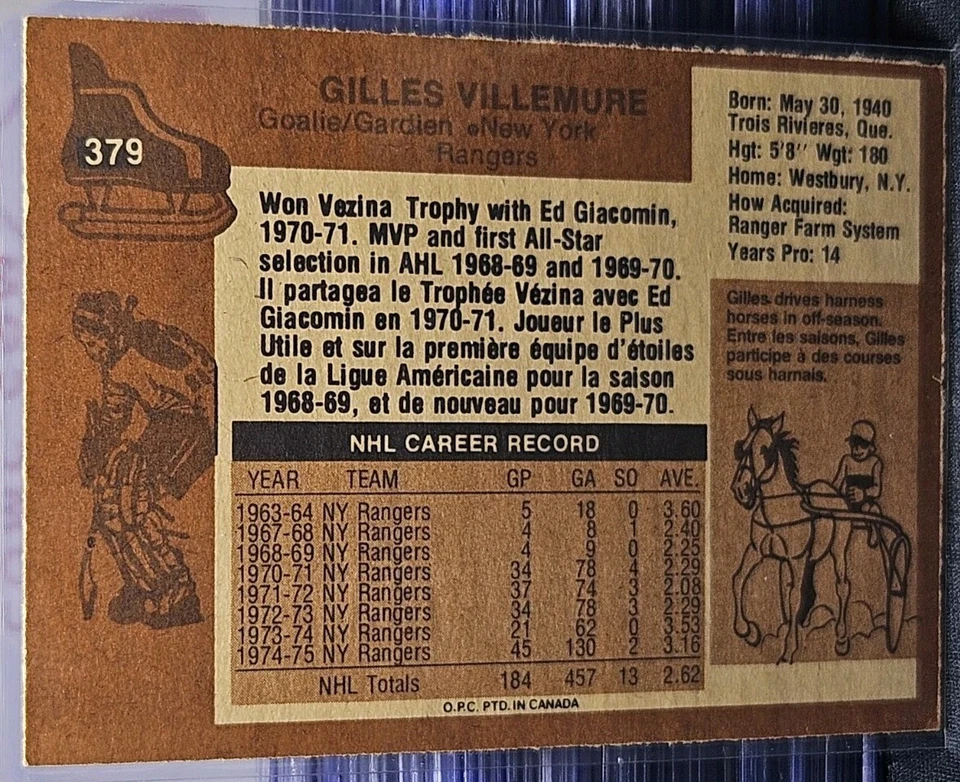 379
GILLES VILLEMURE
Goalie/Gardien • New York
Rangers
Born: May 30, 1940
Trois Rivieres, Que.
Hgt: 5'8'' Wgt: 180
Home: Westbury, N.Y.
How Acquired:
Ranger Farm System
Years Pro: 14
Won Vezina Trophy with Ed Giacomin,
1970-71. MVP and first All-Star
selection in AHL 1968-69 and 1969-70.
Il partagea le Trophée Vézina avec Ed
Giacomin en 1970-71. Joueur le Plus
Utile et sur la première équipe d'étoiles
de la Ligue Américaine pour la saison
1968-69, et de nouveau pour 1969-70.
Gilles drives harness
horses in off-season.
Entre les saisons, Gilles
participe à des courses
sous harnais.
NHL CAREER RECORD
YEAR TEAM GP GA SO AVE.
1963-64 NY Rangers 5 18 0 3.60
1967-68 NY Rangers 4 8 1 2.40
1968-69 NY Rangers 4 9 0 2.25
1970-71 NY Rangers 34 78 4 2.29
1971-72 NY Rangers 37 74 3 2.08
1972-73 NY Rangers 34 78 3 2.29
1973-74 NY Rangers 21 62 0 3.53
1974-75 NY Rangers 45 130 2 3.16
NHL Totals 184 457 13 2.62
O.P.C. PTD. IN CANADA